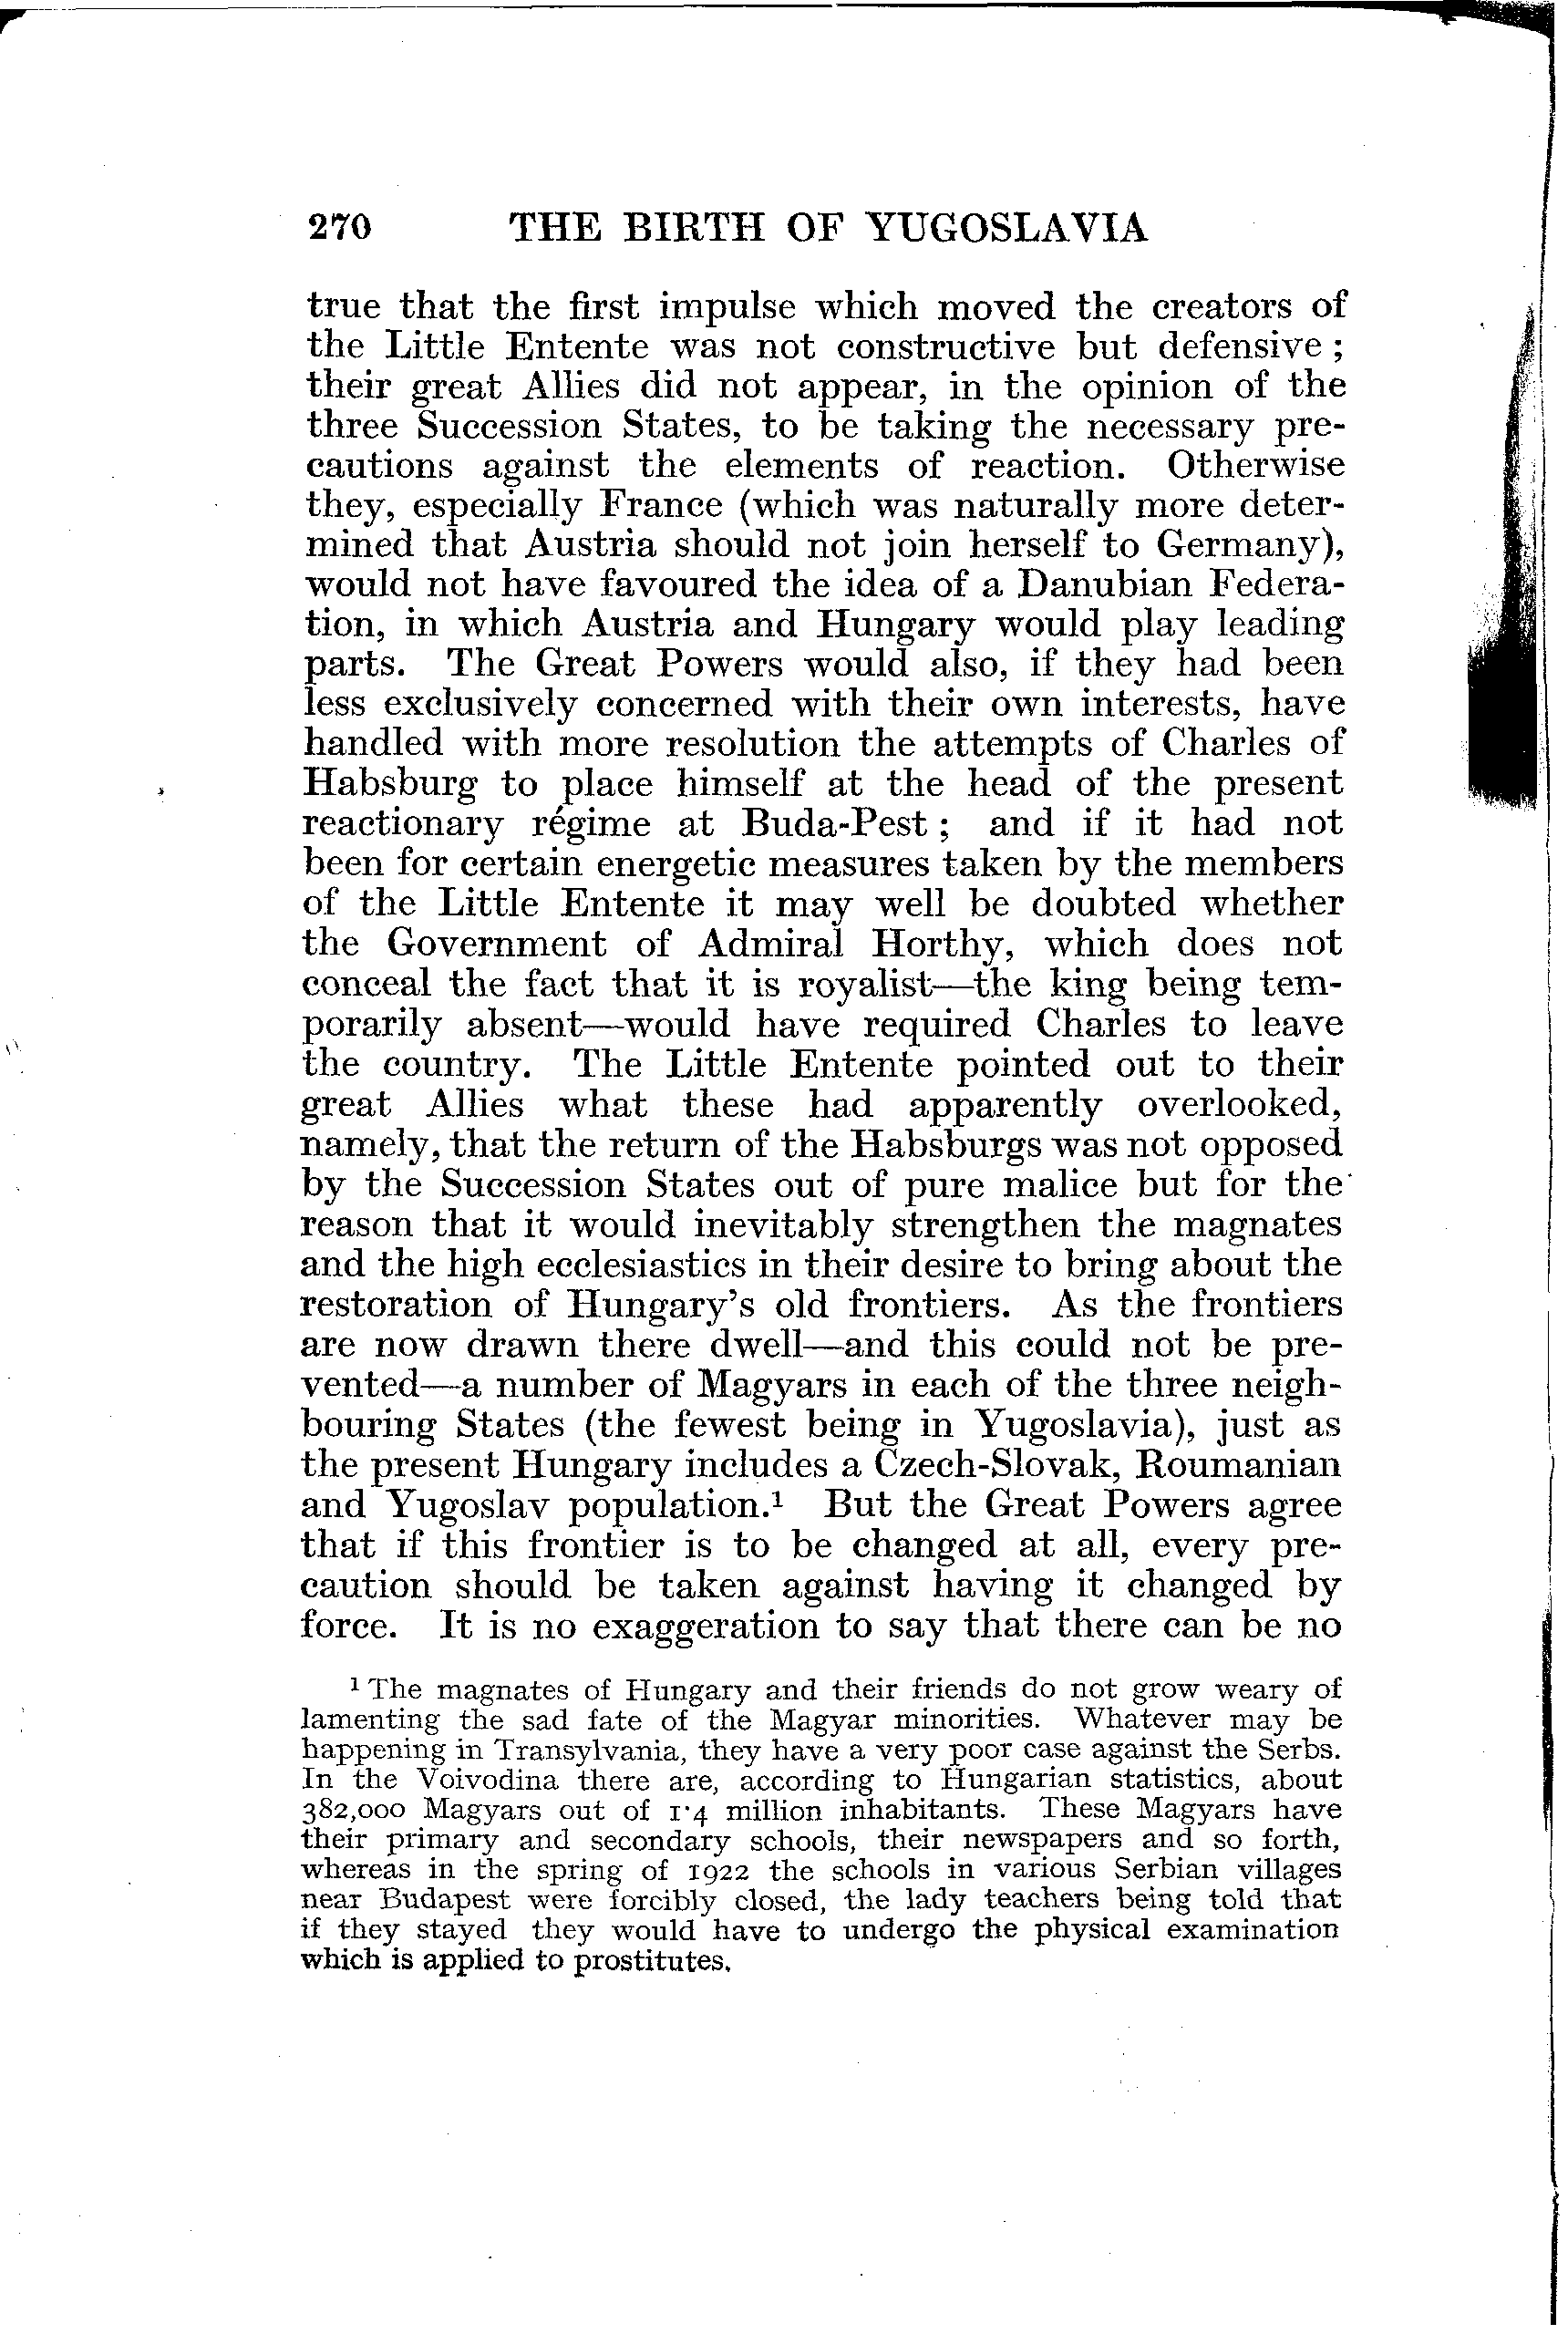 270 THE BIRTH OF YUGOSLAVIA
true that the first impulse which moved the creators of
the Little Entente was not constructive but defensive ;
their great Allies did not appear, in the opinion of the
three Succession States, to be taking the necessary pre-
cautions against the elements of reaction. Otherwise
they, especially France (which was naturally more deter-
mined that Austria should not join herself to Germany),
would not have favoured the idea of a Danubian Federa-
tion, in which Austria and Hungary would play leading
parts. The Great Powers would also, if they had been
less exclusively concerned with their own interests, have
handled with more resolution the attempts of Charles of
Habsburg to place himself at the head of the present
reactionary régime at Buda-Pest ; and if it had not
been for certain energetic measures taken by the members
of the Little Entente it may well be doubted whether
the Government of Admiral Horthy, which does not
conceal the fact that it is royalist—the king being tem-
porarily absent—would have required Charles to leave
the country. The Little Entente pointed out to their
great Allies what these had apparently overlooked,
namely, that the return of the Habsburgs was not opposed
by the Succession States out of pure malice but for the
reason that it would inevitably strengthen the magnates
and the high ecclesiastics in their desire to bring about the
restoration of Hungary's old frontiers. As the frontiers
are now drawn there dwell—and this could not be pre-
vented—a number of Magyars in each of the three neigh-
bouring States (the fewest being in Yugoslavia), just as
the present Hungary includes a Czech-Slovak, Roumanian
and Yugoslav population.¹ But the Great Powers agree
that if this frontier is to be changed at all, every pre-
caution should be taken against having it changed by
force. It is no exaggeration to say that there can be no
¹ The magnates of Hungary and their friends do not grow weary of
lamenting the sad fate of the Magyar minorities. Whatever may be
happening in Transylvania, they have a very poor case against the Serbs.
In the Voivodina there are, according to Hungarian statistics, about
382,000 Magyars out of 1·4 million inhabitants. These Magyars have
their primary and secondary schools, their newspapers and so forth,
whereas in the spring of 1922 the schools in various Serbian villages
near Budapest were forcibly closed, the lady teachers being told that
if they stayed they would have to undergo the physical examination
which is applied to prostitutes.